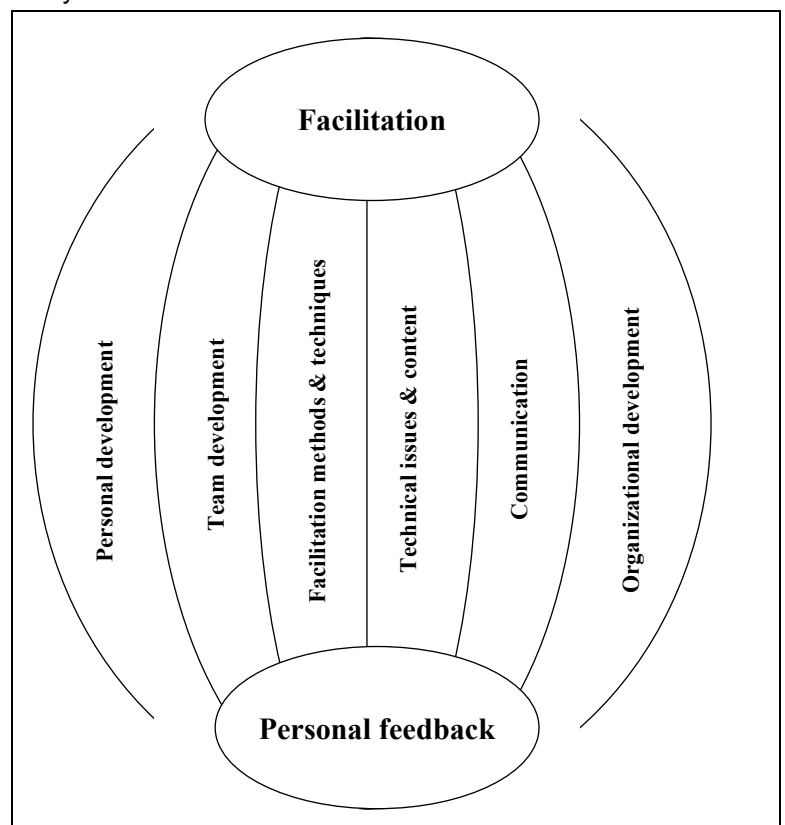 Facilitation
Personal development
Team development
Facilitation methods & techniques
Technical issues & content
Communication
Organizational development
Personal feedback